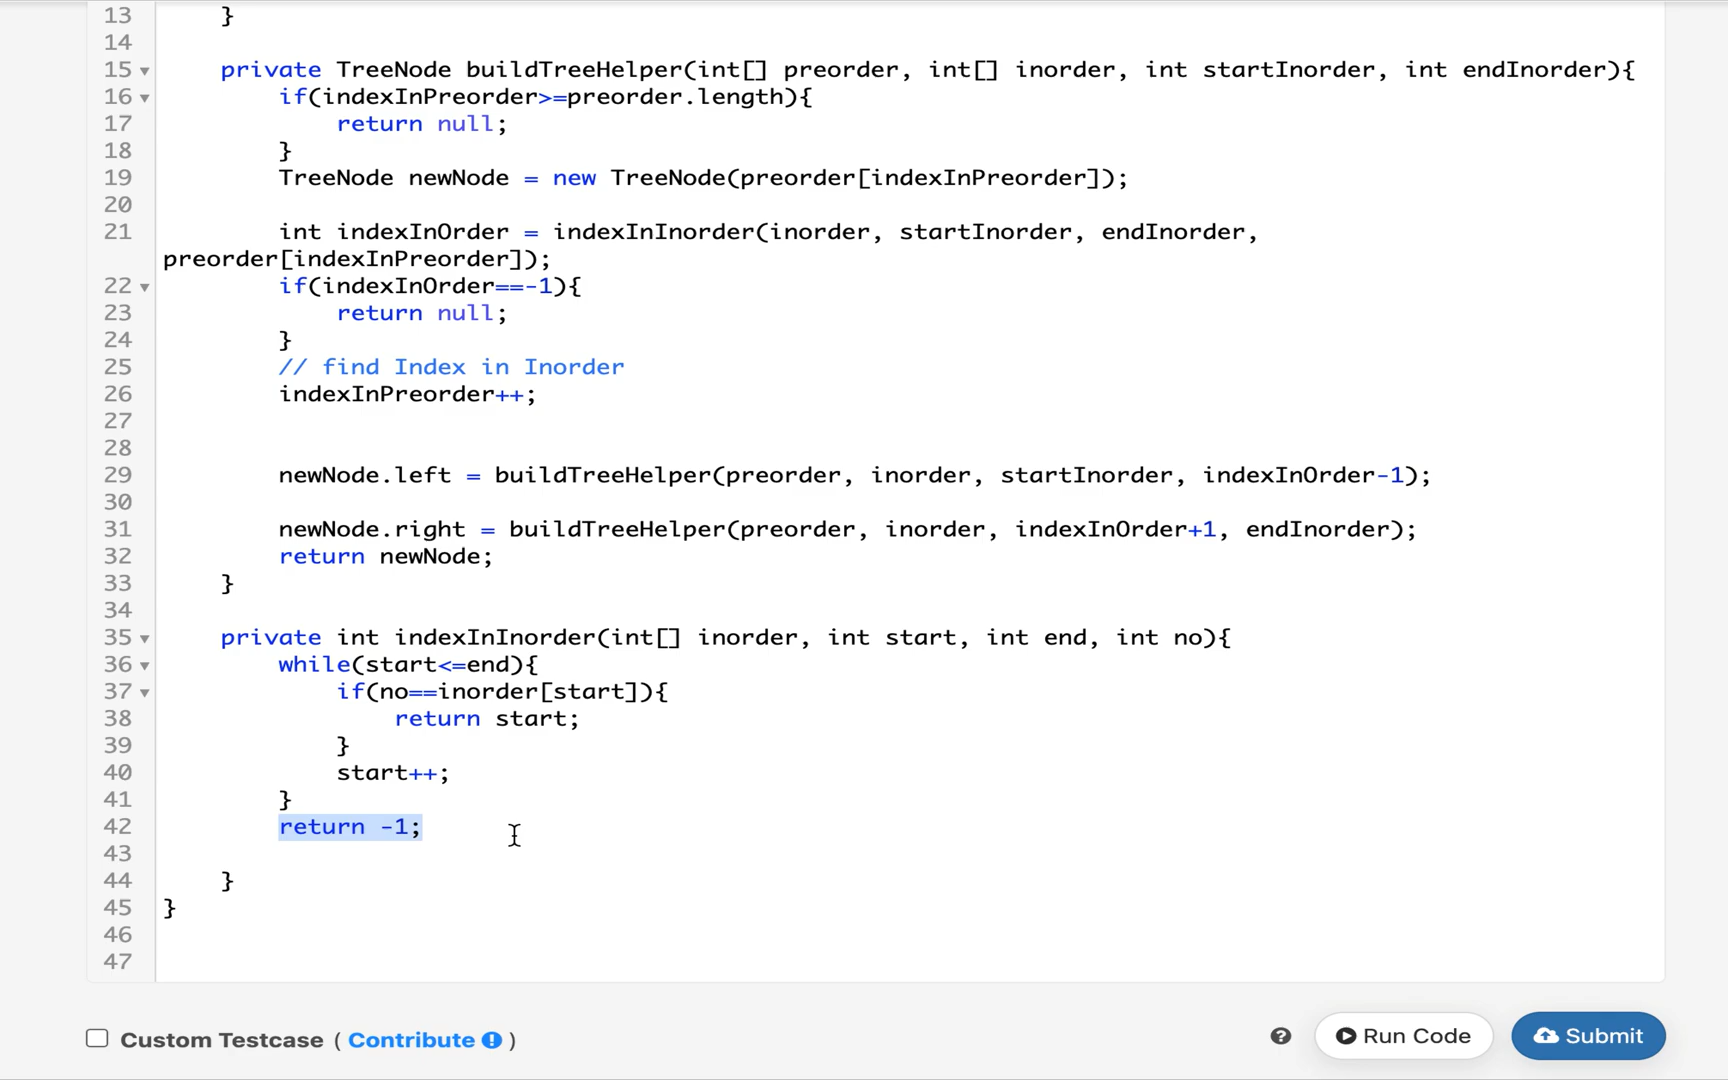 13 }
14
15 private TreeNode buildTreeHelper(int[] preorder, int[] inorder, int startInorder, int endInorder){
16 if(indexInPreorder>=preorder.length){
17 return null;
18 }
19 TreeNode newNode = new TreeNode(preorder[indexInPreorder]);
20
21 int indexInOrder = indexInInorder(inorder, startInorder, endInorder,
preorder[indexInPreorder]);
22 if(indexInOrder==-1){
23 return null;
24 }
25 // find Index in Inorder
26 indexInPreorder++;
27
28
29 newNode.left = buildTreeHelper(preorder, inorder, startInorder, indexInOrder-1);
30
31 newNode.right = buildTreeHelper(preorder, inorder, indexInOrder+1, endInorder);
32 return newNode;
33 }
34
35 private int indexInInorder(int[] inorder, int start, int end, int no){
36 while(start<=end){
37 if(no==inorder[start]){
38 return start;
39 }
40 start++;
41 }
42 return -1;
43
44 }
45 }
46
47
Custom Testcase ( Contribute ! )
? Run Code Submit